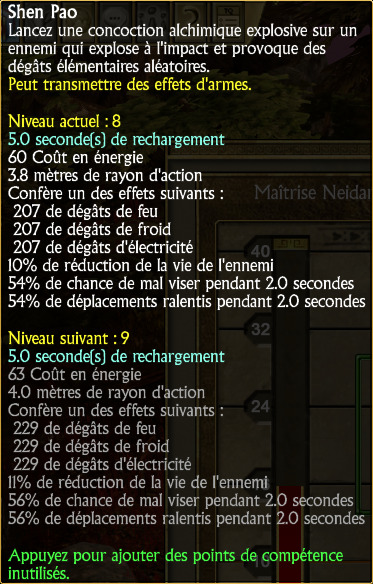 Shen Pao
Lancez une concoction alchimique explosive sur un
ennemi qui explose à l'impact et provoque des
dégâts élémentaires aléatoires.
Peut transmettre des effets d'armes.
Niveau actuel : 8
5.0 seconde(s) de rechargement
60 Coût en énergie
3.8 mètres de rayon d'action
Confère un des effets suivants :
207 de dégâts de feu
207 de dégâts de froid
207 de dégâts d'électricité
10% de réduction de la vie de l'ennemi
54% de chance de mal viser pendant 2.0 secondes
54% de déplacements ralentis pendant 2.0 secondes
Niveau suivant : 9
5.0 seconde(s) de rechargement
63 Coût en énergie
4.0 mètres de rayon d'action
Confère un des effets suivants :
229 de dégâts de feu
229 de dégâts de froid
229 de dégâts d'électricité
11% de réduction de la vie de l'ennemi
56% de chance de mal viser pendant 2.0 secondes
56% de déplacements ralentis pendant 2.0 secondes
Appuyez pour ajouter des points de compétence
inutilisés.
Maîtrise Neidan
40
32
24
16